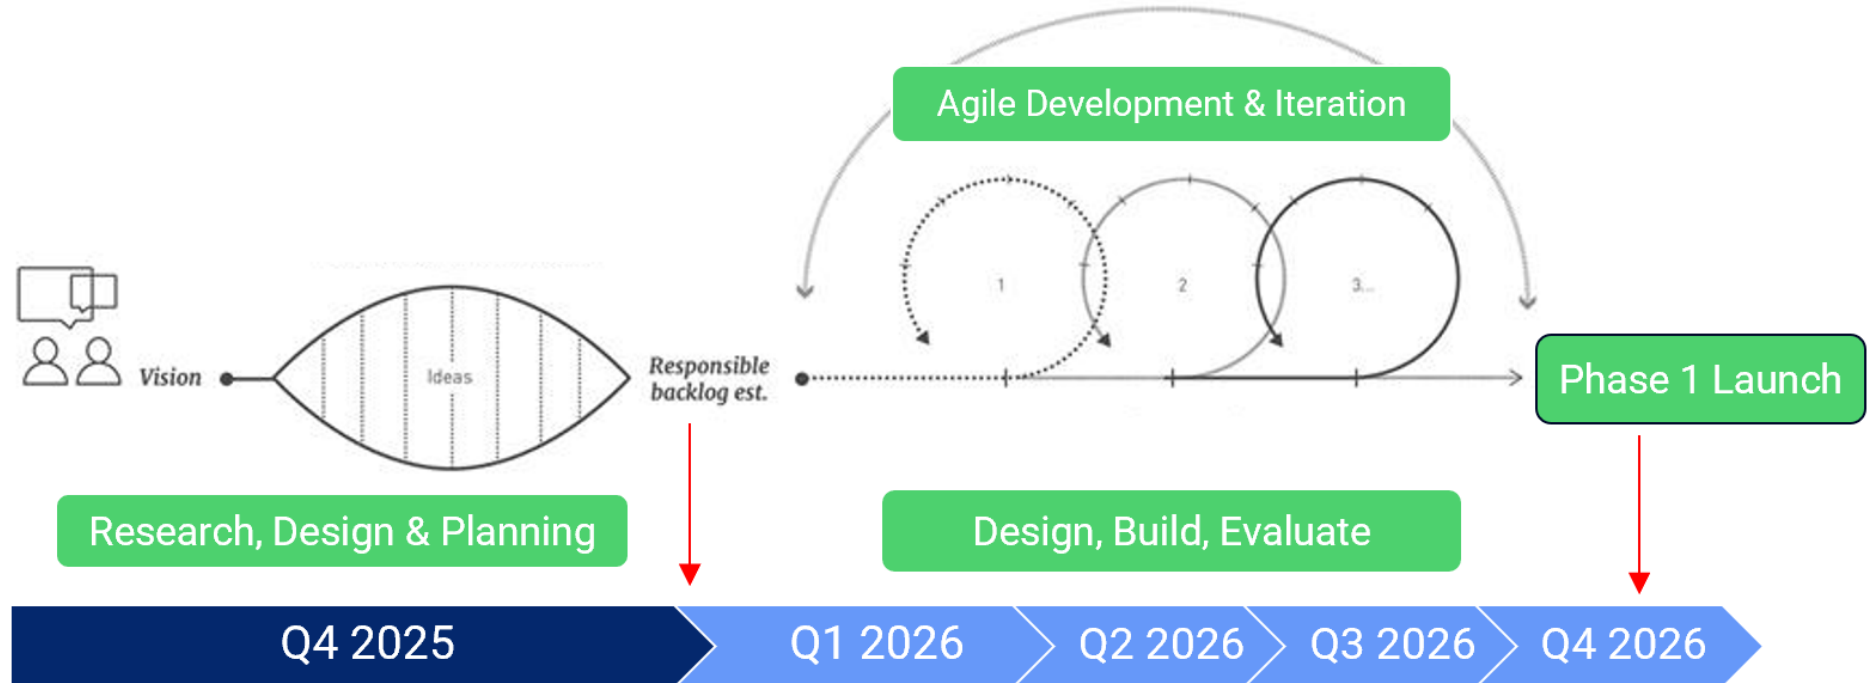 Agile Development & Iteration
1
2
3...
Vision
Ideas
Responsible
backlog est.
Phase 1 Launch
Research, Design & Planning
Design, Build, Evaluate
Q4 2025
Q1 2026
Q2 2026
Q3 2026
Q4 2026